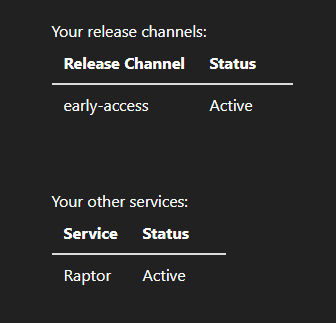 Your release channels:
Release Channel Status
early-access Active
Your other services:
Service Status
Raptor Active